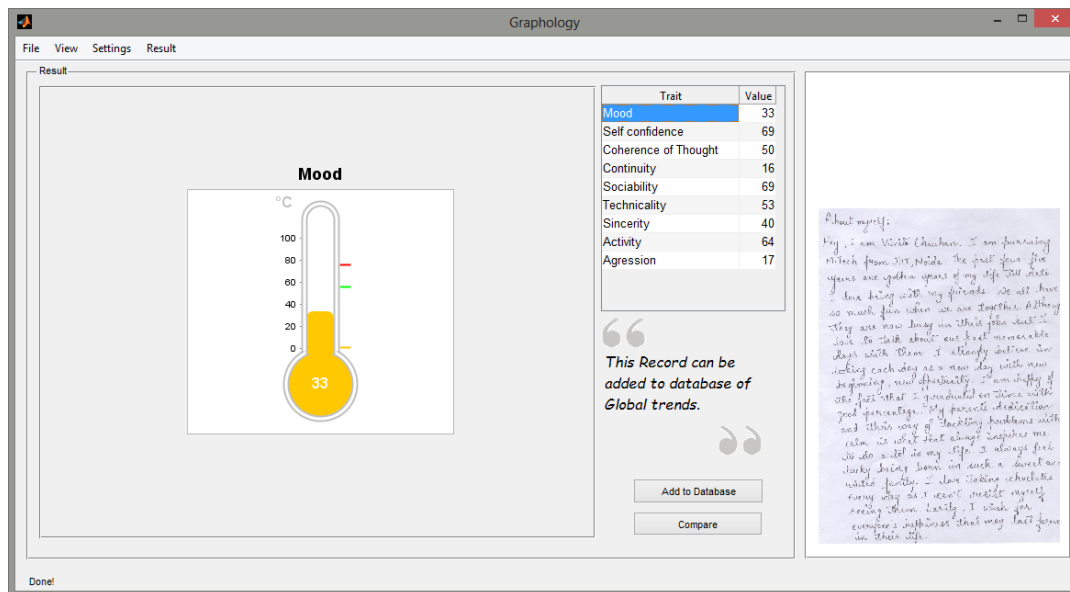 Graphology
File View Settings Result
Result
Mood
°C
100
80
60
40
20
0
33
Trait Value
Mood 33
Self confidence 69
Coherence of Thought 50
Continuity 16
Sociability 69
Technicality 53
Sincerity 40
Activity 64
Agression 17
“
This Record can be
added to database of
Global trends.
”
Add to Database
Compare
About myself:
Hey, i am Chauhan. I am pursuing
M.Tech from JIIT, Noida. The past few five
years are golden years of my life till date
I love being with my friends. We all have
so much fun when we are together. Althoug
they are now busy in their jobs but I
love to talk about our past memorable
days with them. I strongly believe in
taking each day as a new day with new
beginning, new opportunity. I am happy of
the fact that I graduated on time with
good percentage. My parents dedication
and their way of tackling problems with
calm is what that always inspires me
to do a lot in my life. I always feel
lucky being born in such a sweet an
family. I love taking chocolates
every way as I can't resist myself
seeing them. Lastly, I wish for
everyone's happiness that may last forever
in their life.
Done!